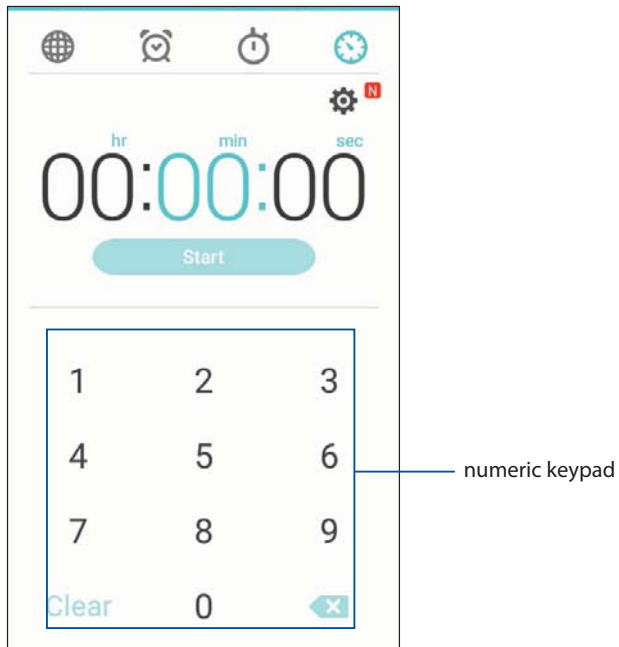 N
hr min sec
00:00:00
Start
1 2 3
4 5 6
numeric keypad
7 8 9
Clear 0